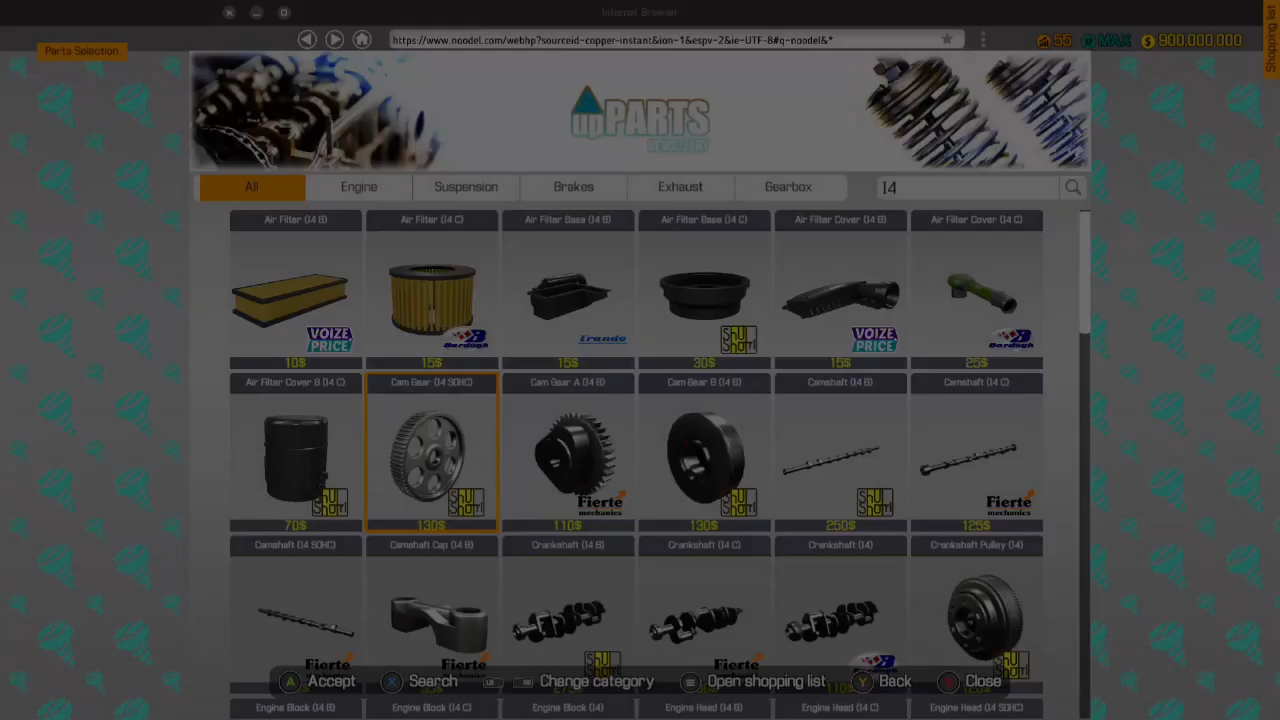 Internet Browser
Parts Selection
https://www.noodel.com/webhp?sourceid-copper-instant&ion-1&espv-2&ie-UTF-8#q-noodel&*
55 MAX $ 900,000,000
Shopping list
upPARTS
All Engine Suspension Brakes Exhaust Gearbox I4
Air Filter (I4 B) Air Filter (I4 C) Air Filter Base (I4 B) Air Filter Base (I4 C) Air Filter Cover (I4 B) Air Filter Cover (I4 C)
VOIZE PRICE Bardogh Trando VOIZE PRICE Bardogh
10$ 15$ 15$ 30$ 15$ 25$
Air Filter Cover B (I4 C) Cam Gear (I4 SOHC) Cam Gear A (I4 B) Cam Gear B (I4 B) Camshaft (I4 B) Camshaft (I4 C)
Fierte mechanics Fierte mechanics
70$ 130$ 110$ 130$ 250$ 125$
Camshaft (I4 SOHC) Camshaft Cap (I4 B) Crankshaft (I4 B) Crankshaft (I4 C) Crankshaft (I4) Crankshaft Pulley (I4)
Fierte Fierte Fierte
A Accept X Search Change category Open shopping list Y Back Close
Engine Block (I4 B) Engine Block (I4 C) Engine Block (I4) Engine Head (I4 B) Engine Head (I4 C) Engine Head (I4 SOHC)